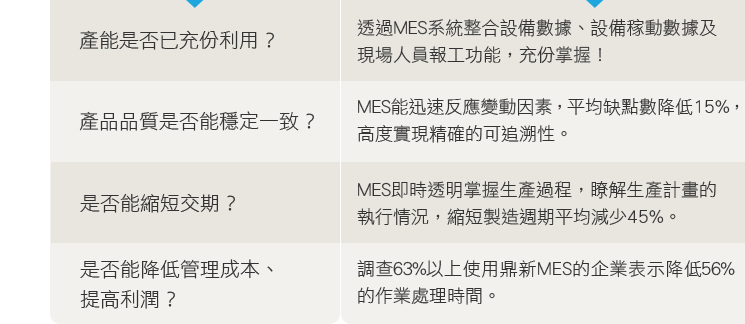 產能是否已充份利用？
透過MES系統整合設備數據、設備稼動數據及
現場人員報工功能，充份掌握！
產品品質是否能穩定一致？
MES能迅速反應變動因素，平均缺點數降低15%，
高度實現精確的可追溯性。
是否能縮短交期？
MES即時透明掌握生產過程，瞭解生產計畫的
執行情況，縮短製造週期平均減少45%。
是否能降低管理成本、
提高利潤？
調查63%以上使用鼎新MES的企業表示降低56%
的作業處理時間。